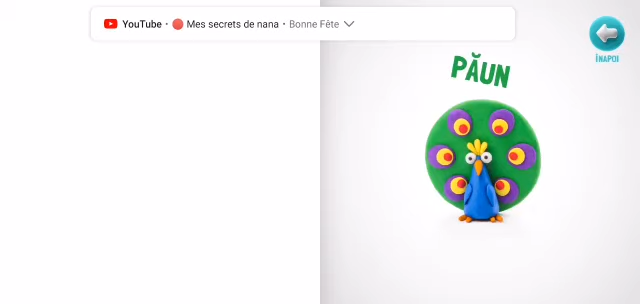 YouTube • Mes secrets de nana • Bonne Fête
PĂUN
ÎNAPOI